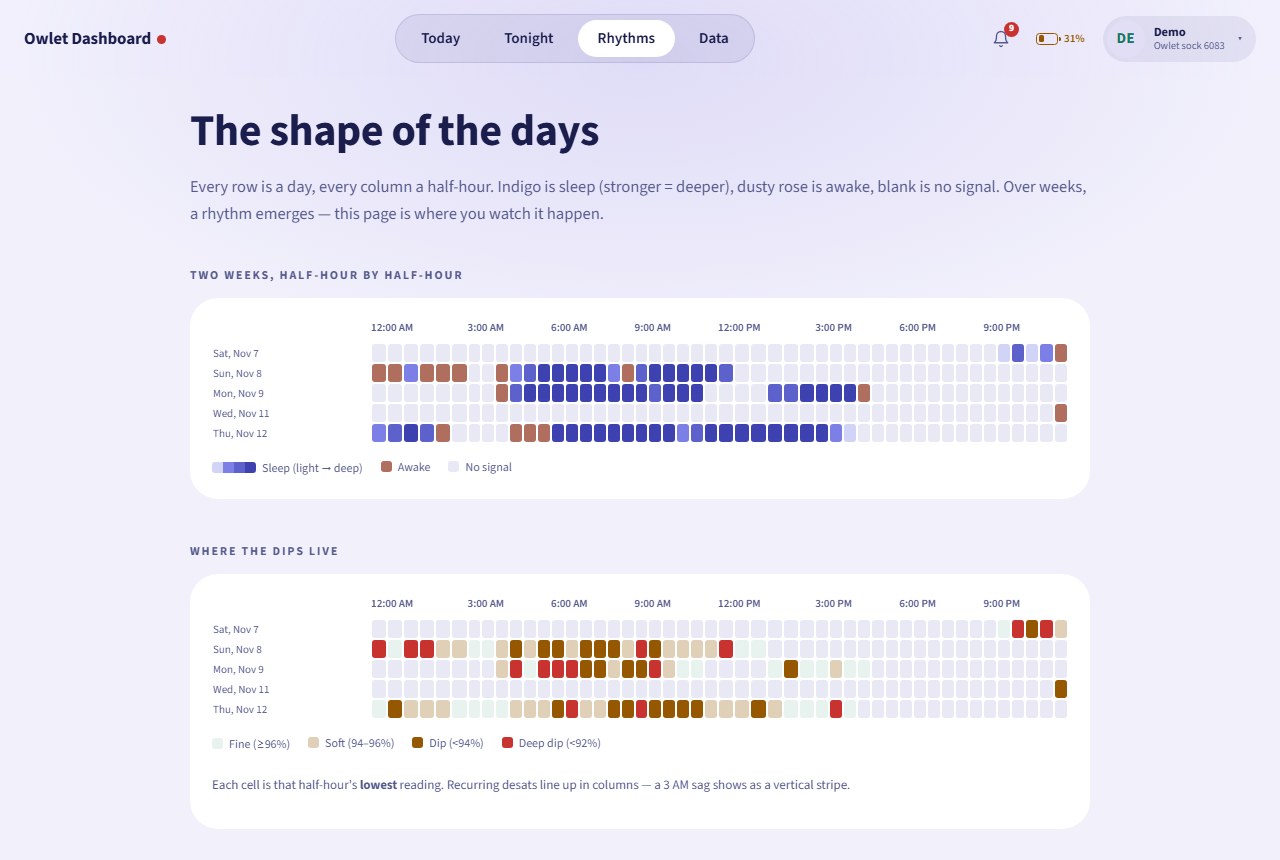 Owlet Dashboard
Today
Tonight
Rhythms
Data
9
31%
DE
Demo
Owlet sock 6083
The shape of the days
Every row is a day, every column a half-hour. Indigo is sleep (stronger = deeper), dusty rose is awake, blank is no signal. Over weeks,
a rhythm emerges — this page is where you watch it happen.
TWO WEEKS, HALF-HOUR BY HALF-HOUR
12:00 AM 3:00 AM 6:00 AM 9:00 AM 12:00 PM 3:00 PM 6:00 PM 9:00 PM
Sat, Nov 7
Sun, Nov 8
Mon, Nov 9
Wed, Nov 11
Thu, Nov 12
Sleep (light → deep) Awake No signal
WHERE THE DIPS LIVE
12:00 AM 3:00 AM 6:00 AM 9:00 AM 12:00 PM 3:00 PM 6:00 PM 9:00 PM
Sat, Nov 7
Sun, Nov 8
Mon, Nov 9
Wed, Nov 11
Thu, Nov 12
Fine (≥96%) Soft (94–96%) Dip (<94%) Deep dip (<92%)
Each cell is that half-hour's lowest reading. Recurring desats line up in columns — a 3 AM sag shows as a vertical stripe.